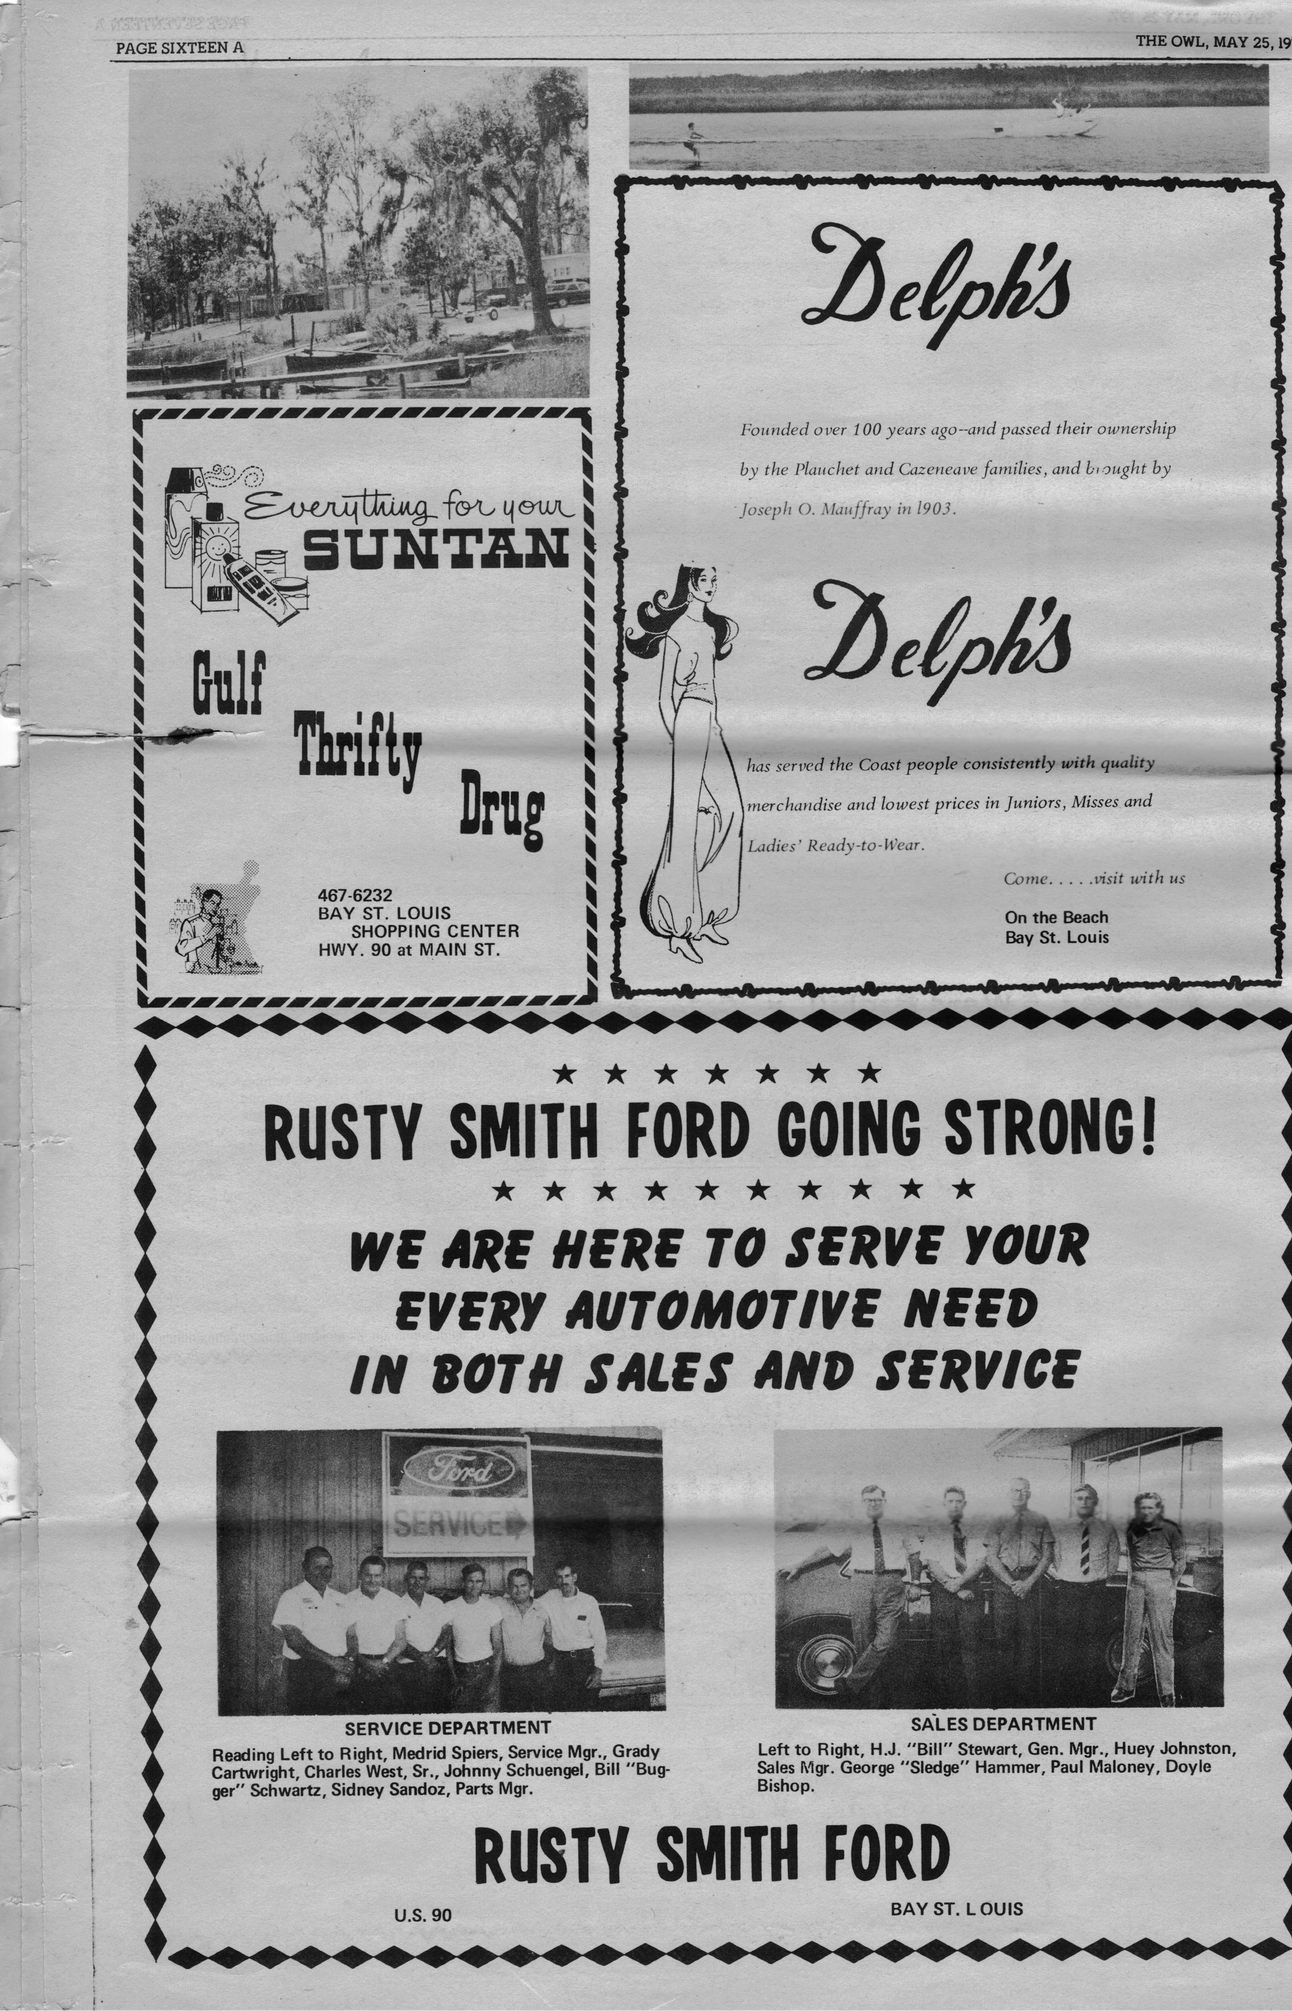 PAGE SIXTEEN A
THE OWL, MAY 25, 19
Everything for your
SUNTAN
Gulf
Thrifty
Drug
467-6232
BAY ST. LOUIS
SHOPPING CENTER
HWY. 90 at MAIN ST.
Delph's
Founded over 100 years ago--and passed their ownership
by the Plauchet and Cazeneave families, and brought by
Joseph O. Mauffray in 1903.
Delph's
has served the Coast people consistently with quality
merchandise and lowest prices in Juniors, Misses and
Ladies' Ready-to-Wear.
Come. . . . .visit with us
On the Beach
Bay St. Louis
RUSTY SMITH FORD GOING STRONG!
WE ARE HERE TO SERVE YOUR
EVERY AUTOMOTIVE NEED
IN BOTH SALES AND SERVICE
Ford
SERVICE
SERVICE DEPARTMENT
Reading Left to Right, Medrid Spiers, Service Mgr., Grady
Cartwright, Charles West, Sr., Johnny Schuengel, Bill "Bug-
ger" Schwartz, Sidney Sandoz, Parts Mgr.
SALES DEPARTMENT
Left to Right, H.J. "Bill" Stewart, Gen. Mgr., Huey Johnston,
Sales Mgr. George "Sledge" Hammer, Paul Maloney, Doyle
Bishop.
RUSTY SMITH FORD
U.S. 90
BAY ST. LOUIS